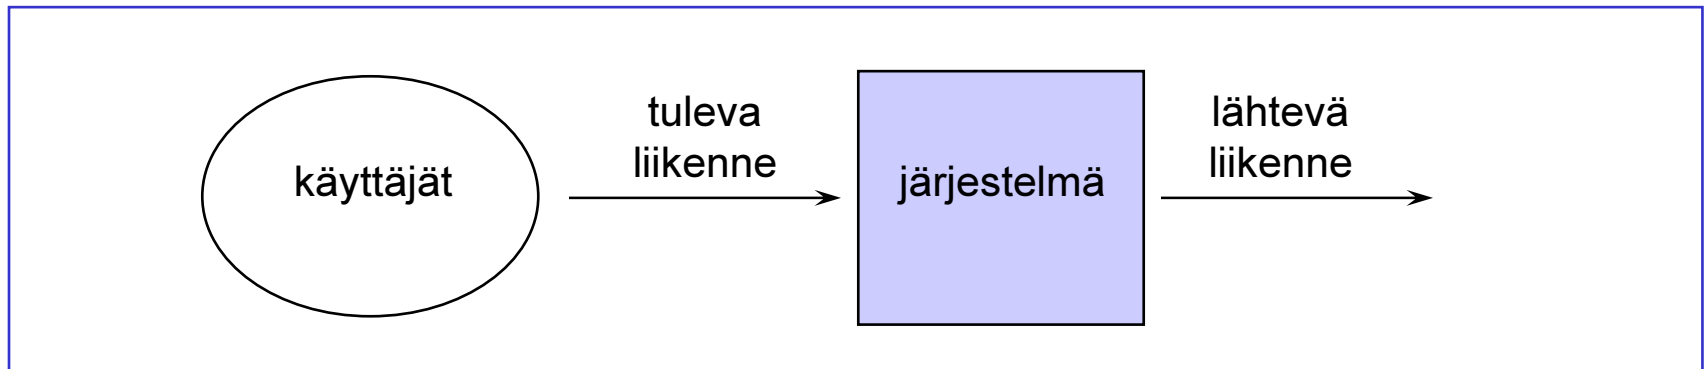 käyttäjät
tuleva
liikenne
järjestelmä
lähtevä
liikenne